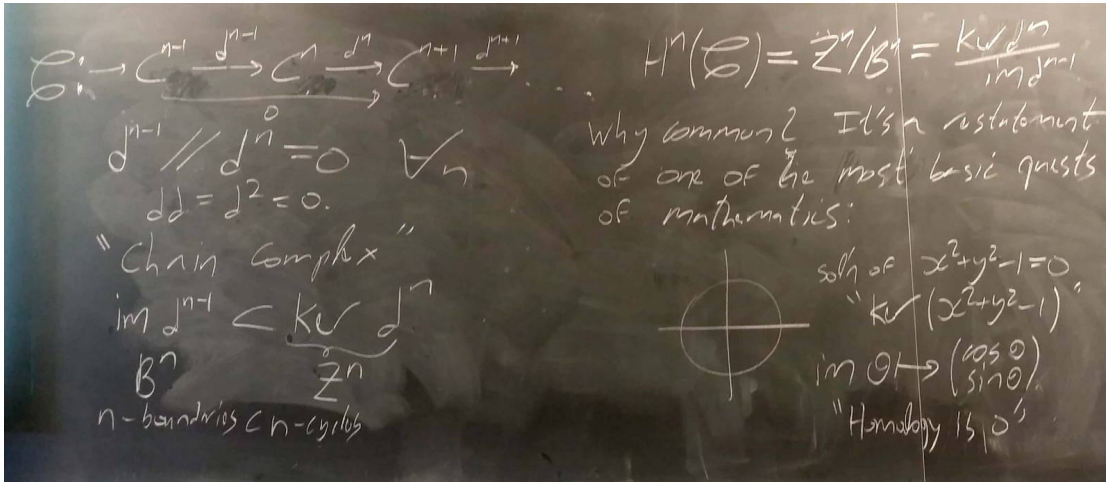 C → C^{n-1} →^{d^{n-1}} C^n →^{d^n} C^{n+1} →^{d^{n+1}} ....
0
d^{n-1} // d^n = 0 ∀n
dd = d^2 = 0.
"Chain Complex"
im d^{n-1} ⊂ ker d^n
B^n Z^n
n-boundries ⊂ n-cycles
H^n(C) = Z^n/B^n = ker d^n / im d^{n-1}
Why common? It's a restatement
of one of the most basic quests
of mathematics:
soln of x^2+y^2-1=0
"ker (x^2+y^2-1)"
im θ ↦ (cos θ
sin θ).
"Homology is 0"